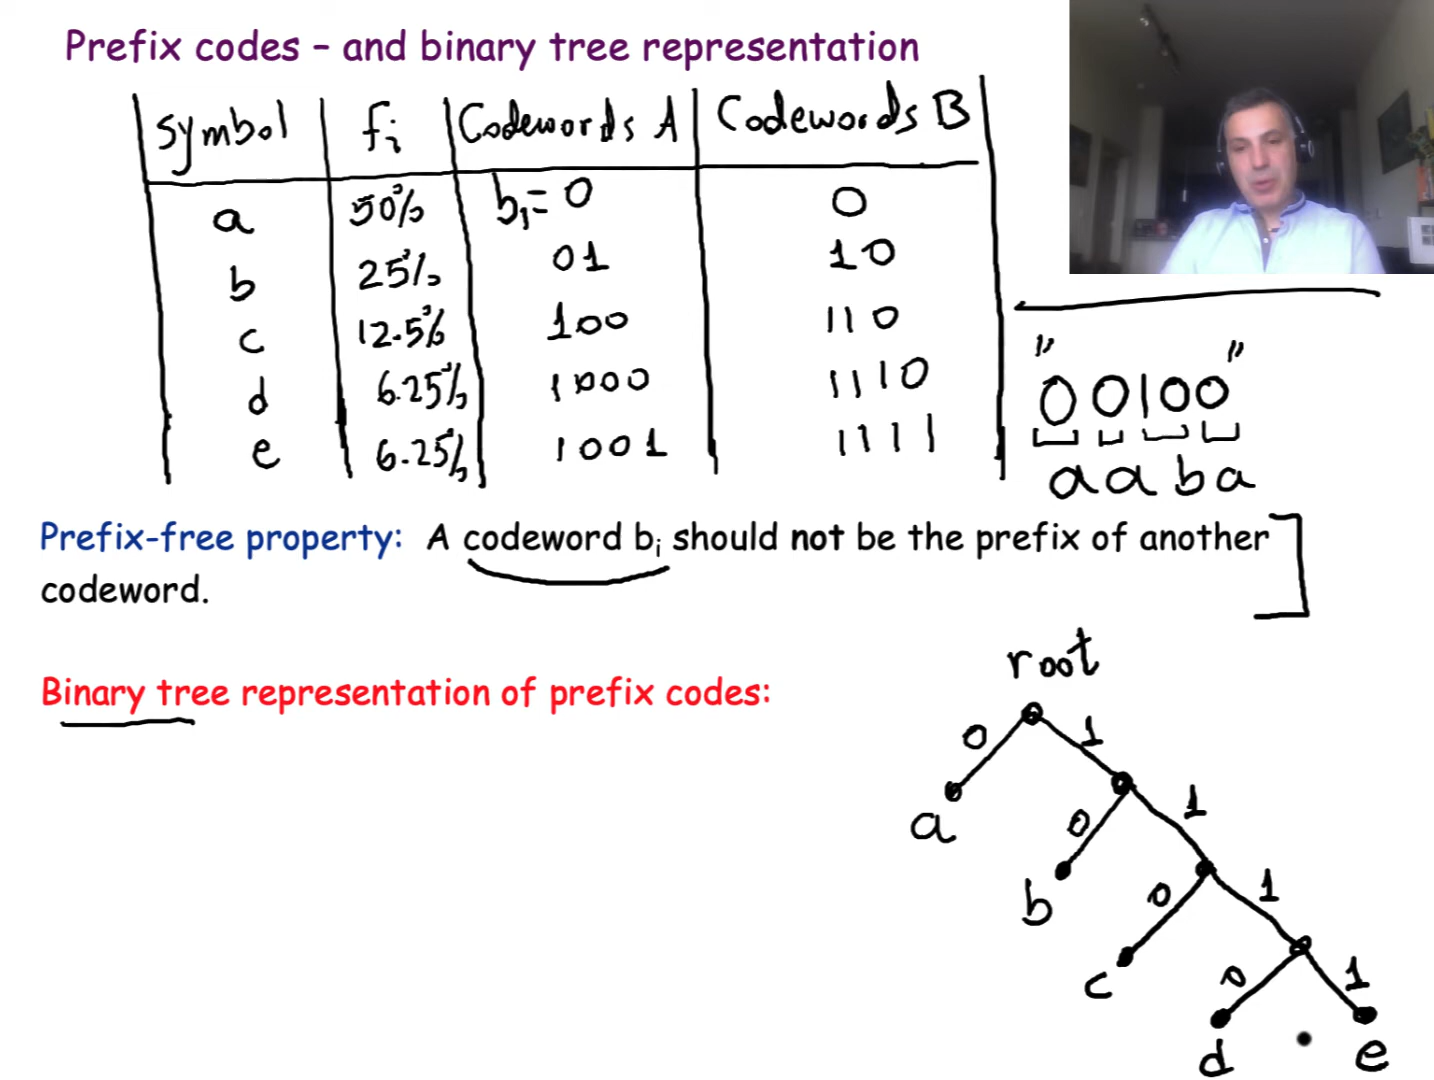 Prefix codes – and binary tree representation
Symbol fi Codewords A Codewords B
a 50% b1= 0 0
b 25% 01 10
c 12.5% 100 110
d 6.25% 1000 1110
e 6.25% 1001 1111
"00100"
a a b a
Prefix-free property: A codeword bi should not be the prefix of another
codeword.
Binary tree representation of prefix codes:
root
0 1
a
0 1
b
0 1
c
0 1
d e